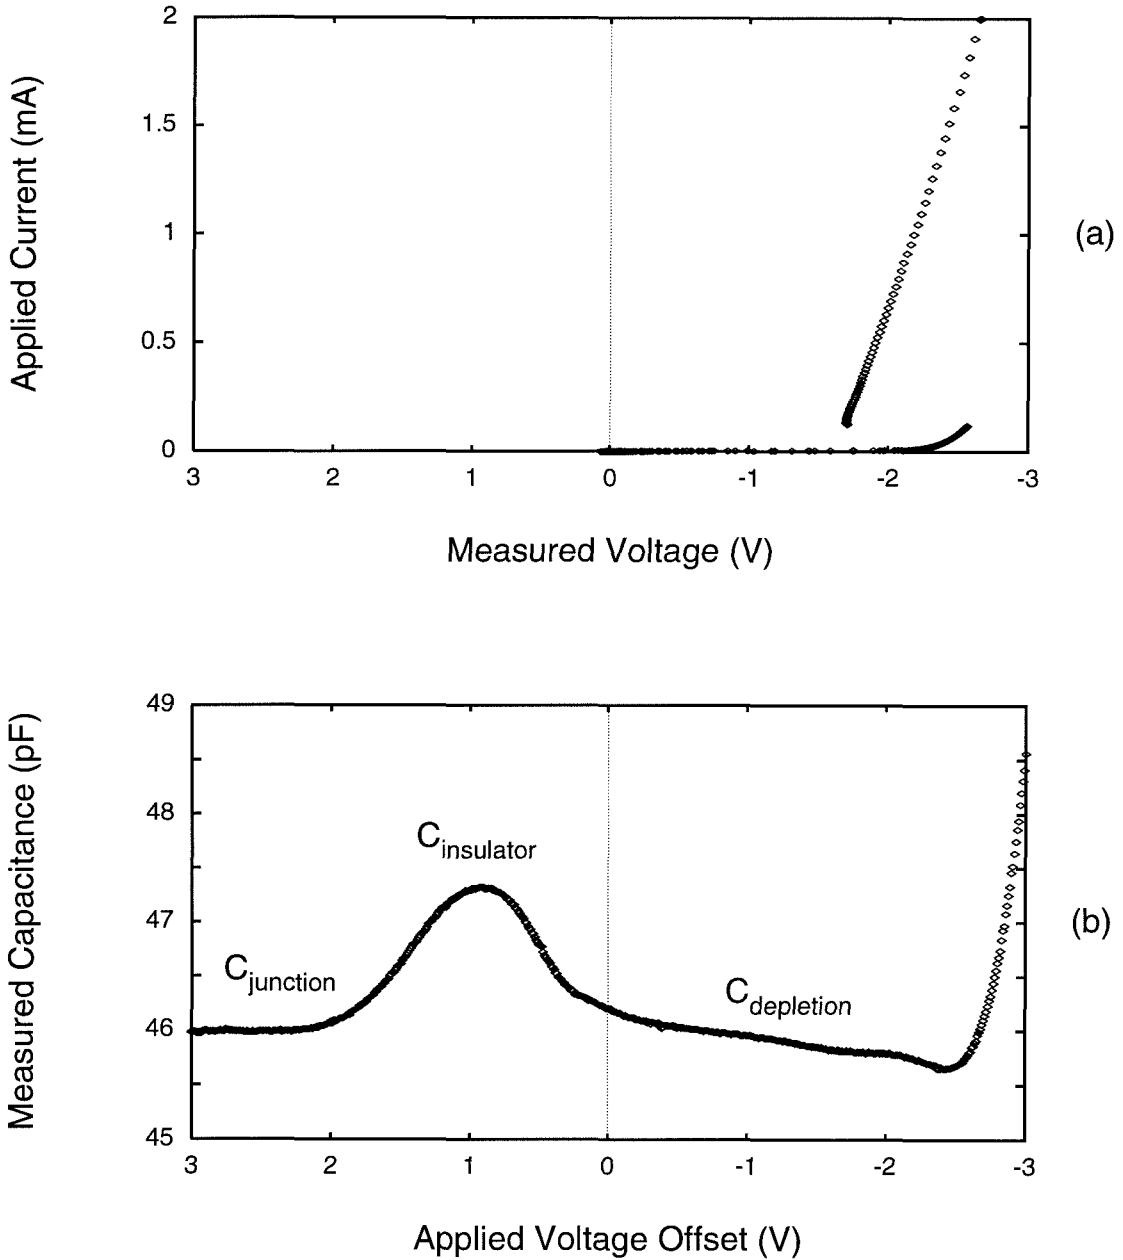 2
1.5
1
0.5
0
Applied Current (mA)
3 2 1 0 -1 -2 -3
Measured Voltage (V)
(a)
49
48
47
46
45
Measured Capacitance (pF)
C_insulator
C_junction
C_depletion
3 2 1 0 -1 -2 -3
Applied Voltage Offset (V)
(b)